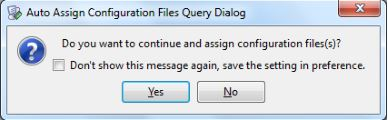 Auto Assign Configuration Files Query Dialog
Do you want to continue and assign configuration files(s)?
Don't show this message again, save the setting in preference.
Yes No